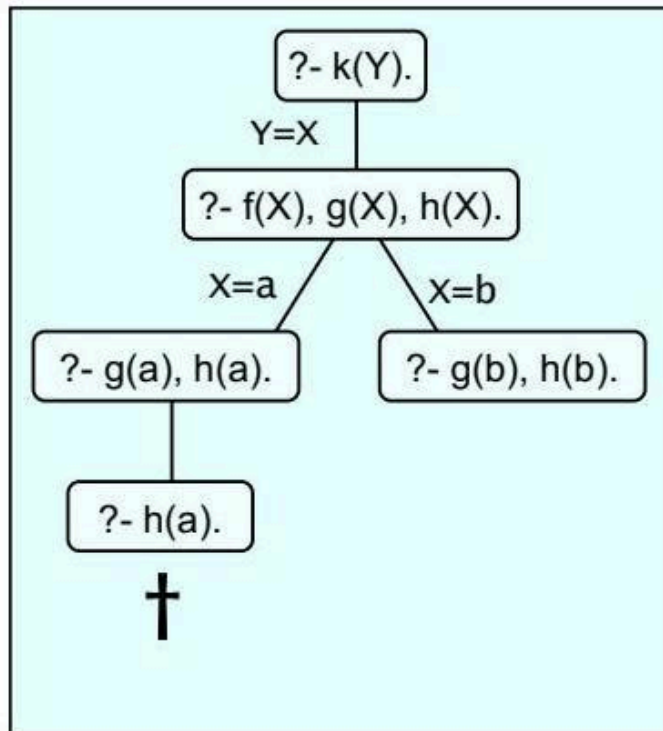 ?- k(Y).
Y=X
?- f(X), g(X), h(X).
X=a
X=b
?- g(a), h(a).
?- g(b), h(b).
?- h(a).
†